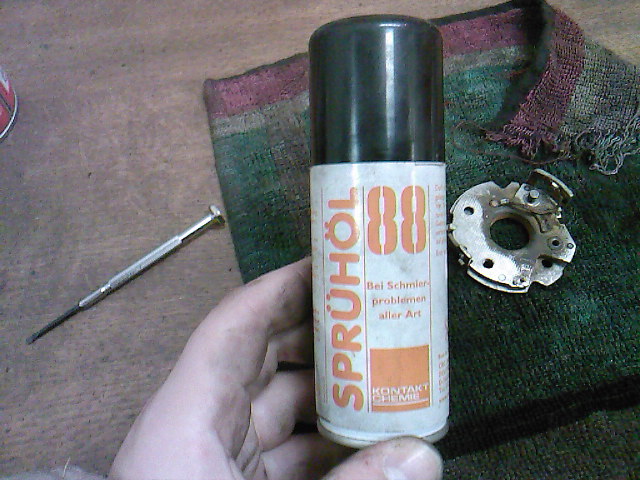 SPRÜHÖL
88
Bei Schmier-
problemen
aller Art
KONTAKT
CHEMIE